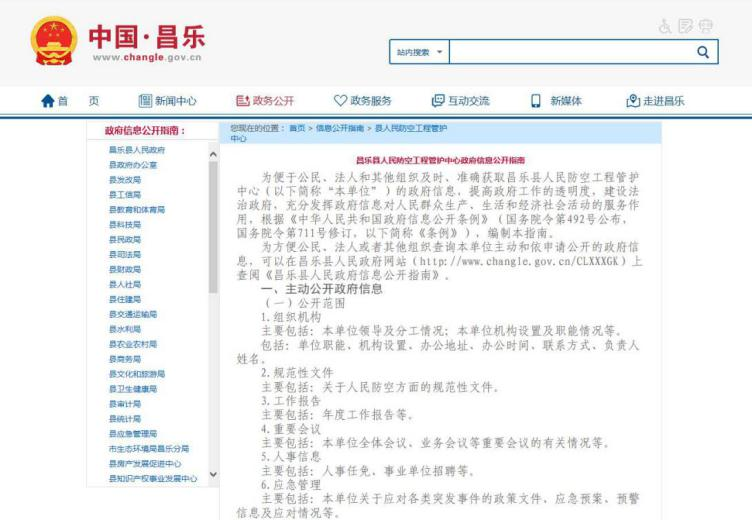 中国·昌乐
www.changle.gov.cn
站内搜索
首 页
新闻中心
政务公开
政务服务
互动交流
新媒体
走进昌乐
政府信息公开指南：
昌乐县人民政府
县政府办公室
县发改局
县工信局
县教育和体育局
县科技局
县民政局
县司法局
县财政局
县人社局
县住建局
县交通运输局
县水利局
县农业农村局
县商务局
县文化和旅游局
县卫生健康局
县审计局
县统计局
县应急管理局
市生态环境局昌乐分局
县房产发展促进中心
县知识产权事业发展中心
您现在的位置： 首页 > 信息公开指南 > 县人民防空工程管护
中心
昌乐县人民防空工程管护中心政府信息公开指南
为便于公民、法人和其他组织及时、准确获取昌乐县人民防空工程管护
中心（以下简称“本单位”）的政府信息，提高政府工作的透明度，建设法
治政府，充分发挥政府信息对人民群众生产、生活和经济社会活动的服务作
用，根据《中华人民共和国政府信息公开条例》（国务院令第492号公布，
国务院令第711号修订，以下简称《条例》），编制本指南。
为方便公民、法人或者其他组织查询本单位主动和依申请公开的政府信
息，可以在昌乐县人民政府网站（http://www.changle.gov.cn/CLXXXGK）上
查阅《昌乐县人民政府信息公开指南》。
一、主动公开政府信息
（一）公开范围
1.组织机构
主要包括：本单位领导及分工情况；本单位机构设置及职能情况等。
包括：单位职能、机构设置、办公地址、办公时间、联系方式、负责人
姓名。
2.规范性文件
主要包括：关于人民防空方面的规范性文件。
3.工作报告
主要包括：年度工作报告等。
4.重要会议
主要包括：本单位全体会议、业务会议等重要会议的有关情况等。
5.人事信息
主要包括：人事任免、事业单位招聘等。
6.应急管理
主要包括：本单位关于应对各类突发事件的政策文件、应急预案、预警
信息及应对情况等。